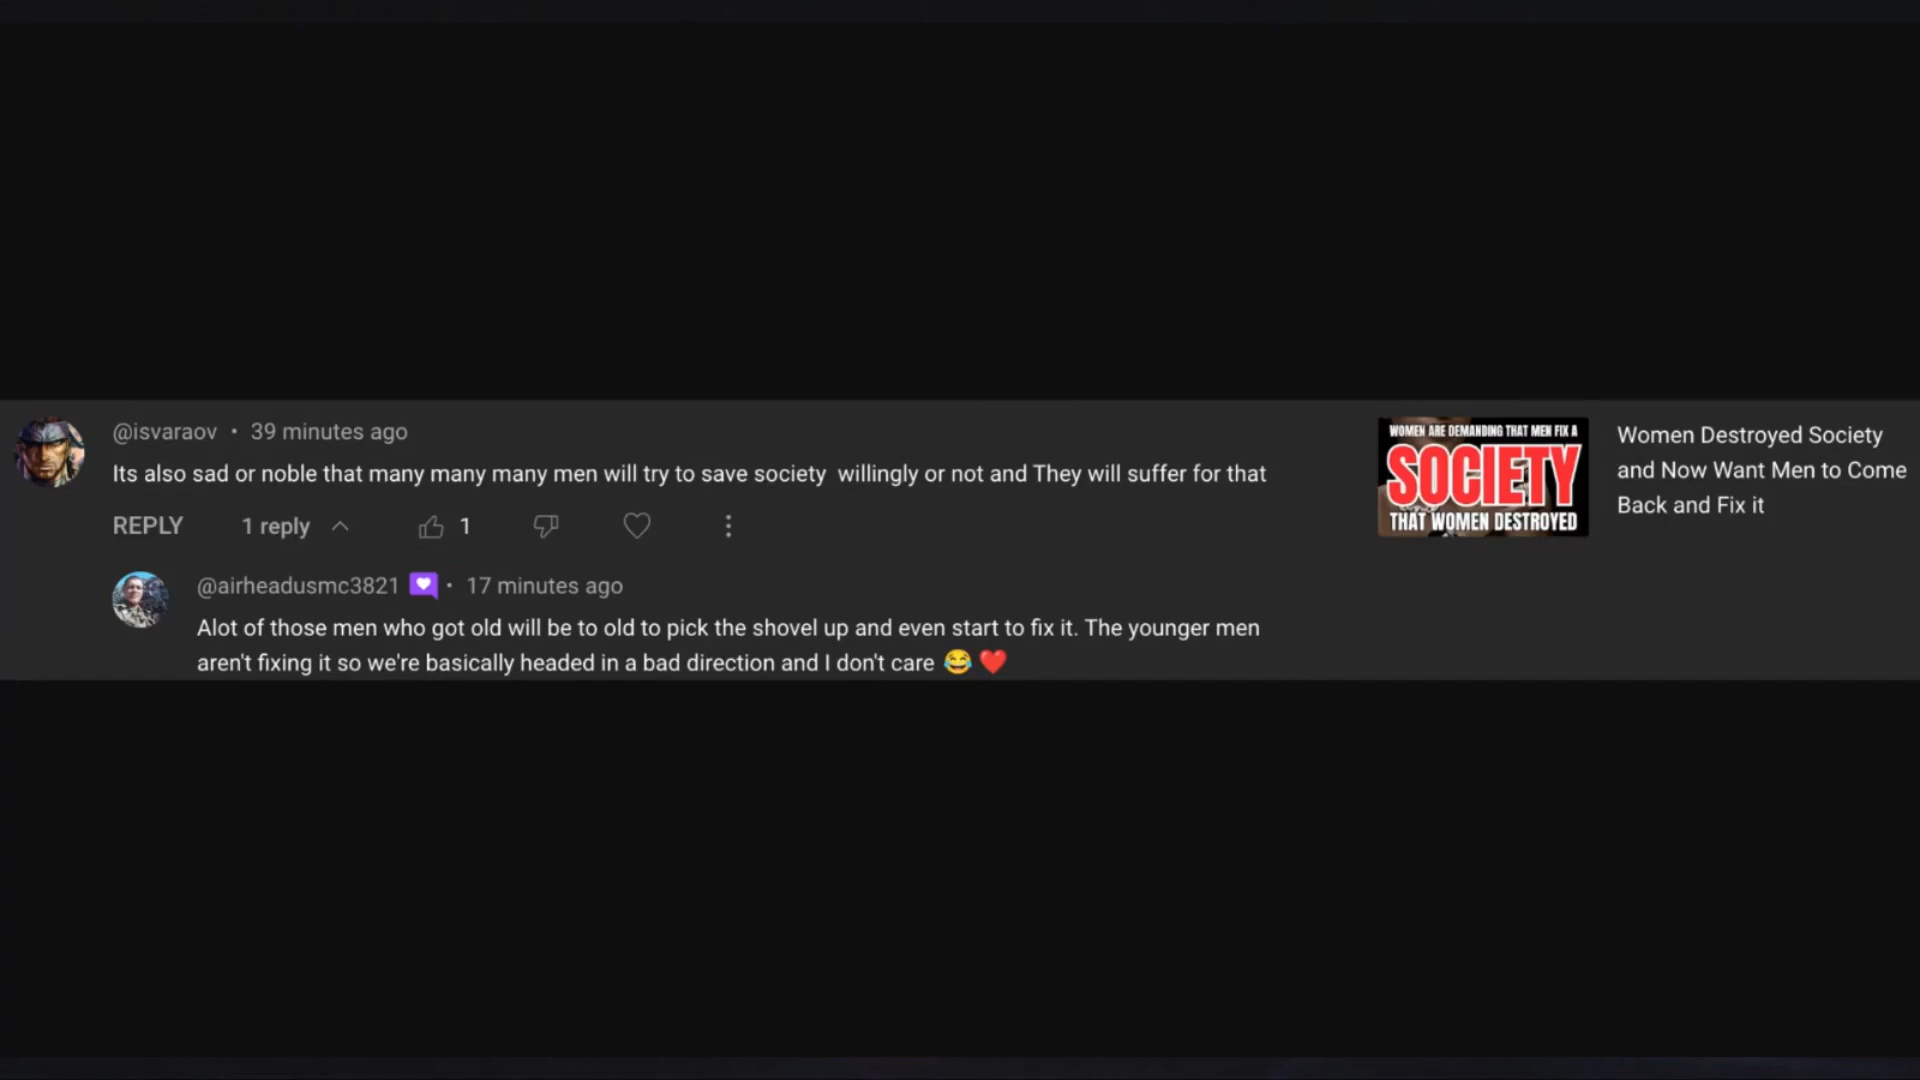 @isvaraov • 39 minutes ago
Its also sad or noble that many many many men will try to save society  willingly or not and They will suffer for that
REPLY 1 reply 1
@airheadusmc3821 • 17 minutes ago
Alot of those men who got old will be to old to pick the shovel up and even start to fix it. The younger men
aren't fixing it so we're basically headed in a bad direction and I don't care 😂 ❤️
WOMEN ARE DEMANDING THAT MEN FIX A
SOCIETY
THAT WOMEN DESTROYED
Women Destroyed Society
and Now Want Men to Come
Back and Fix it